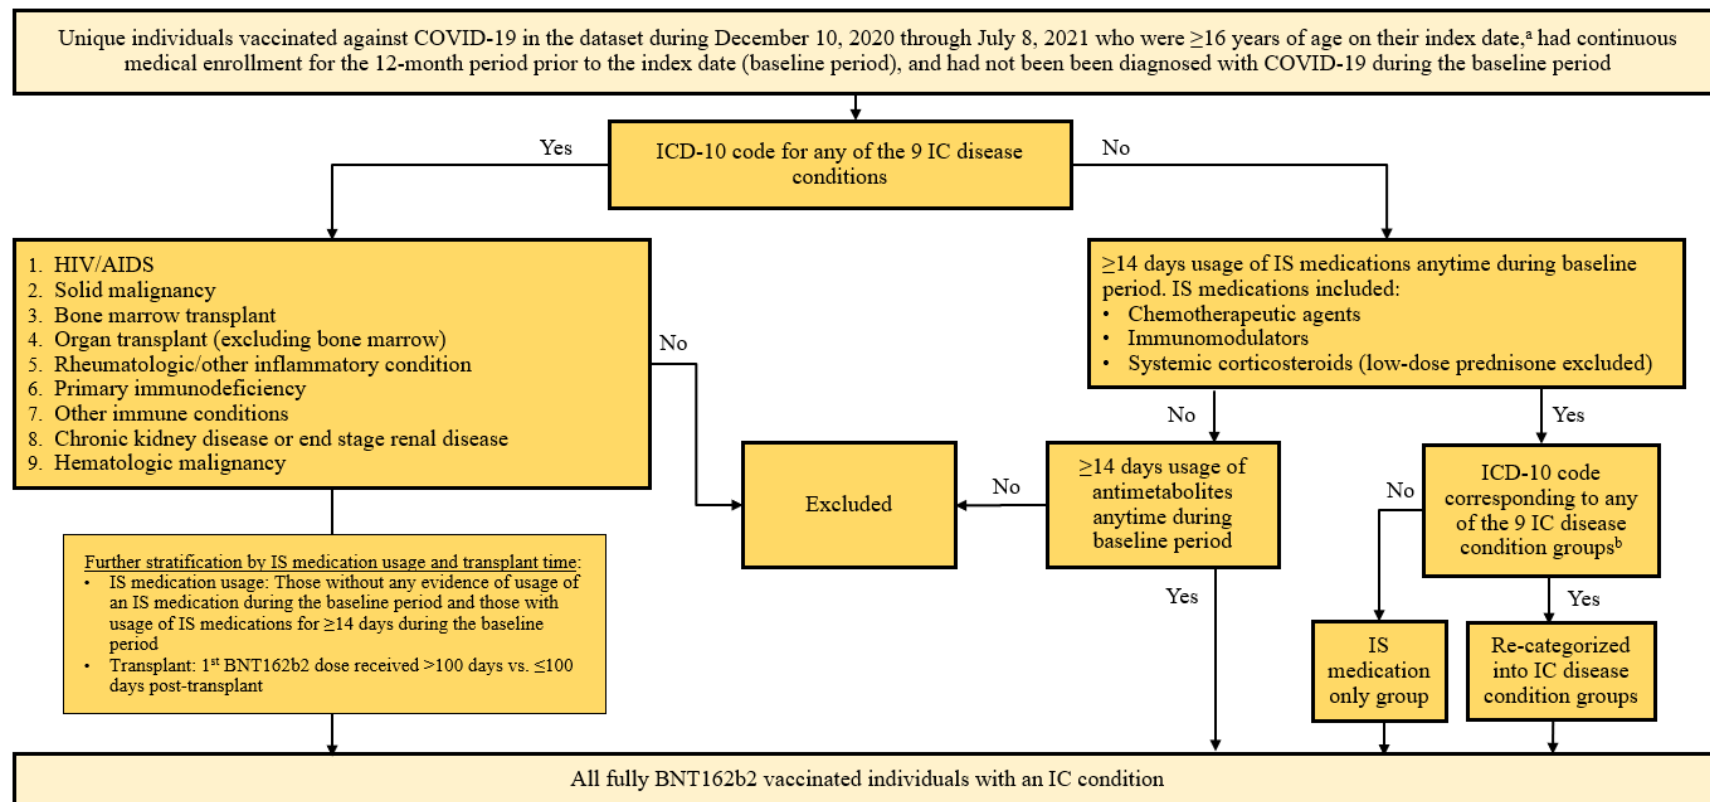 Unique individuals vaccinated against COVID-19 in the dataset during December 10, 2020 through July 8, 2021 who were ≥16 years of age on their index date,ᵃ had continuous
medical enrollment for the 12-month period prior to the index date (baseline period), and had not been been diagnosed with COVID-19 during the baseline period
Yes
ICD-10 code for any of the 9 IC disease
conditions
No
1. HIV/AIDS
2. Solid malignancy
3. Bone marrow transplant
4. Organ transplant (excluding bone marrow)
5. Rheumatologic/other inflammatory condition
6. Primary immunodeficiency
7. Other immune conditions
8. Chronic kidney disease or end stage renal disease
9. Hematologic malignancy
No
≥14 days usage of IS medications anytime during baseline
period. IS medications included:
• Chemotherapeutic agents
• Immunomodulators
• Systemic corticosteroids (low-dose prednisone excluded)
No
Yes
Excluded
No
≥14 days usage of
antimetabolites
anytime during
baseline period
No
ICD-10 code
corresponding to any
of the 9 IC disease
condition groupsᵇ
Further stratification by IS medication usage and transplant time:
• IS medication usage: Those without any evidence of usage of
an IS medication during the baseline period and those with
usage of IS medications for ≥14 days during the baseline
period
• Transplant: 1ˢᵗ BNT162b2 dose received >100 days vs. ≤100
days post-transplant
Yes
Yes
IS
medication
only group
Re-categorized
into IC disease
condition groups
All fully BNT162b2 vaccinated individuals with an IC condition